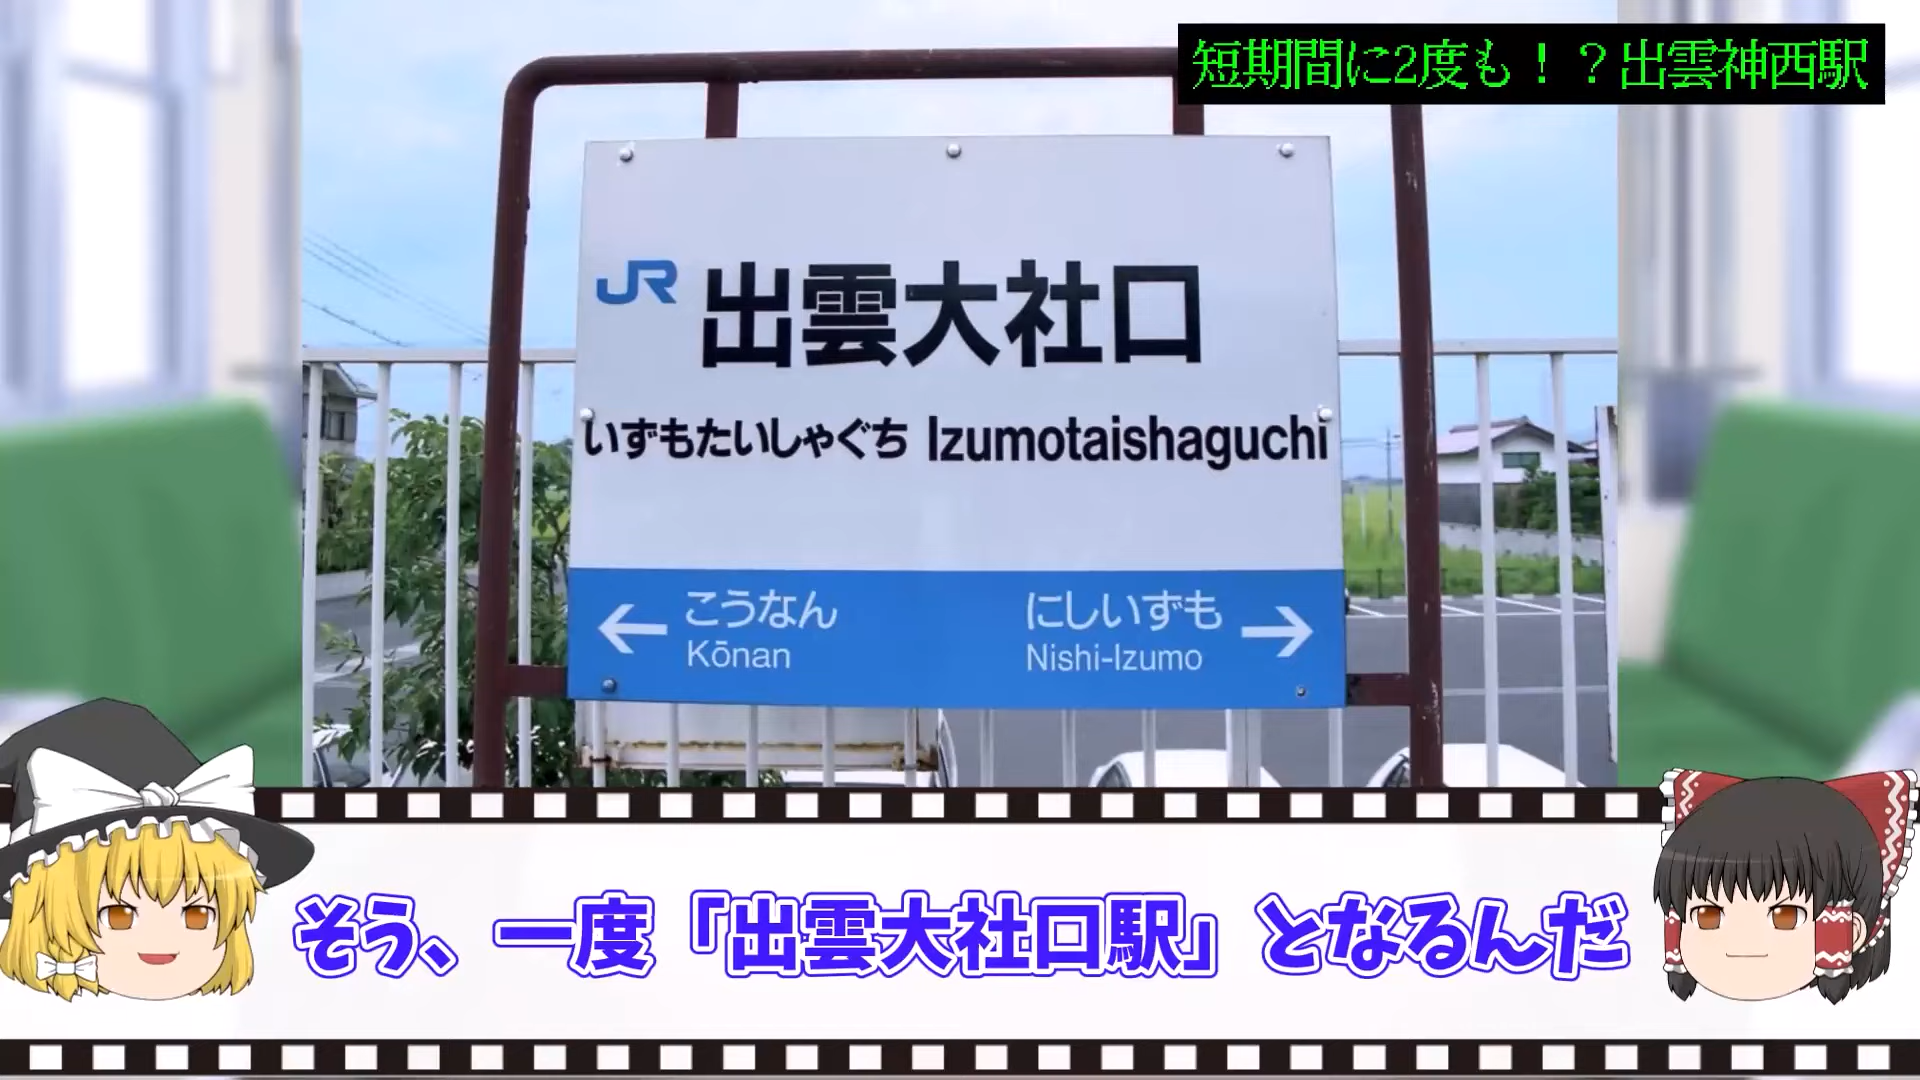 短期間に2度も！？出雲神西駅
JR 出雲大社口
いずもたいしゃぐち Izumotaishaguchi
← こうなん
Kōnan
にしいずも →
Nishi-Izumo
そう、一度「出雲大社口駅」となるんだ